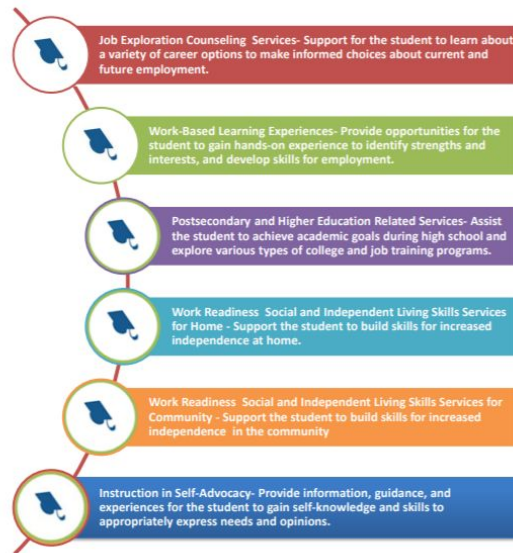 Job Exploration Counseling  Services- Support for the student to learn about
a variety of career options to make informed choices about current and
future employment.
Work-Based Learning Experiences- Provide opportunities for the
student to gain hands-on experience to identify strengths and
interests, and develop skills for employment.
Postsecondary and Higher Education Related Services- Assist
the student to achieve academic goals during high school and
explore various types of college and job training programs.
Work Readiness  Social and Independent Living Skills Services
for Home - Support the student to build skills for increased
independence at home.
Work Readiness  Social and Independent Living Skills Services for
Community - Support the student to build skills for increased
independence  in the community
Instruction in Self-Advocacy- Provide information, guidance, and
experiences for the student to gain self-knowledge and skills to
appropriately express needs and opinions.